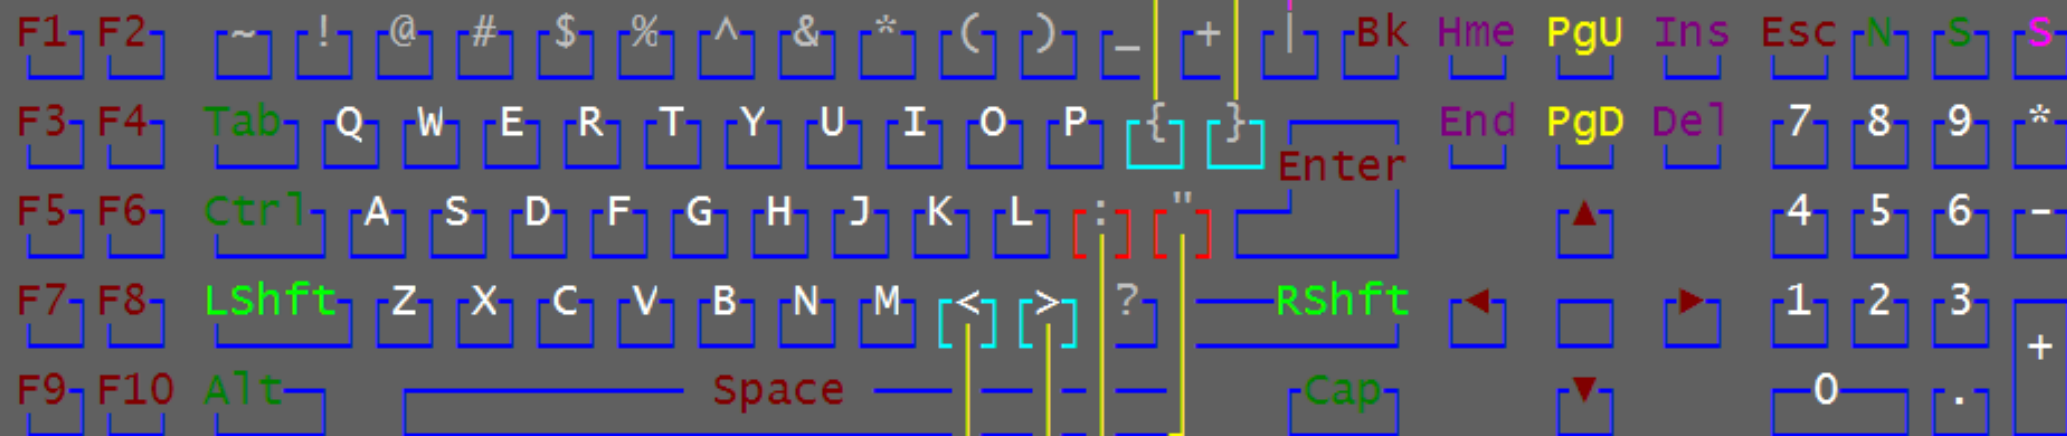 F1 F2 ~ ! @ # $ % ^ & * ( ) _ + | Bk Hme PgU Ins Esc N S S
F3 F4 Tab Q W E R T Y U I O P { } End PgD Del 7 8 9 *
Enter
F5 F6 Ctrl A S D F G H J K L : " ▲ 4 5 6 -
F7 F8 LShft Z X C V B N M < > ? RShft ◄ ► 1 2 3
+
F9 F10 Alt Space Cap ▼ 0 .